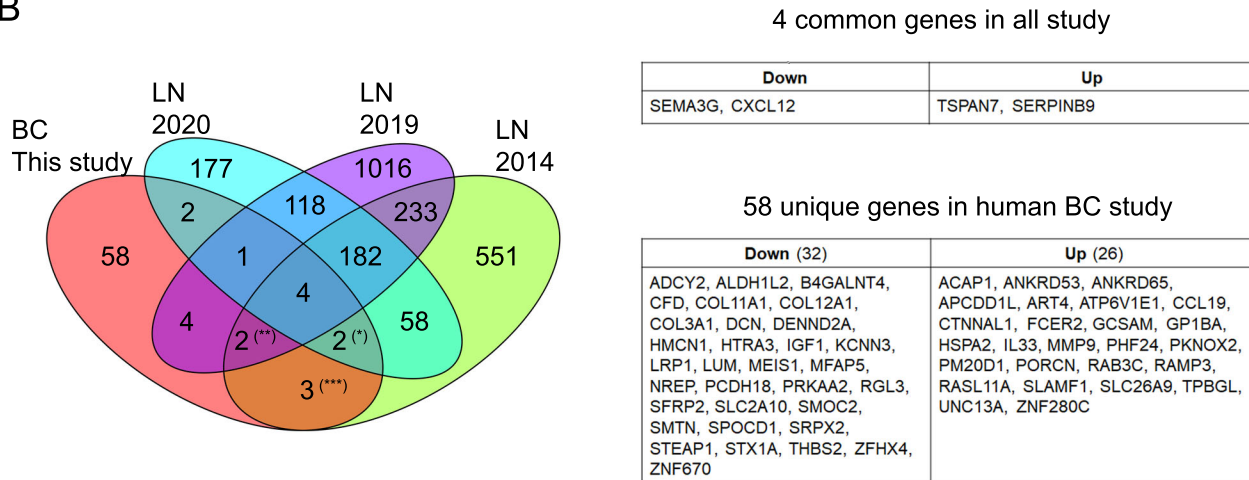 B
BC
This study
LN
2020
LN
2019
LN
2014
177
1016
2
118
233
58
1
182
551
4
4
58
2 (**)
2 (*)
3 (***)
4 common genes in all study
Down
Up
SEMA3G, CXCL12
TSPAN7, SERPINB9
58 unique genes in human BC study
Down (32)
Up (26)
ADCY2, ALDH1L2, B4GALNT4,
CFD, COL11A1, COL12A1,
COL3A1, DCN, DENND2A,
HMCN1, HTRA3, IGF1, KCNN3,
LRP1, LUM, MEIS1, MFAP5,
NREP, PCDH18, PRKAA2, RGL3,
SFRP2, SLC2A10, SMOC2,
SMTN, SPOCD1, SRPX2,
STEAP1, STX1A, THBS2, ZFHX4,
ZNF670
ACAP1, ANKRD53, ANKRD65,
APCDD1L, ART4, ATP6V1E1, CCL19,
CTNNAL1, FCER2, GCSAM, GP1BA,
HSPA2, IL33, MMP9, PHF24, PKNOX2,
PM20D1, PORCN, RAB3C, RAMP3,
RASL11A, SLAMF1, SLC26A9, TPBGL,
UNC13A, ZNF280C